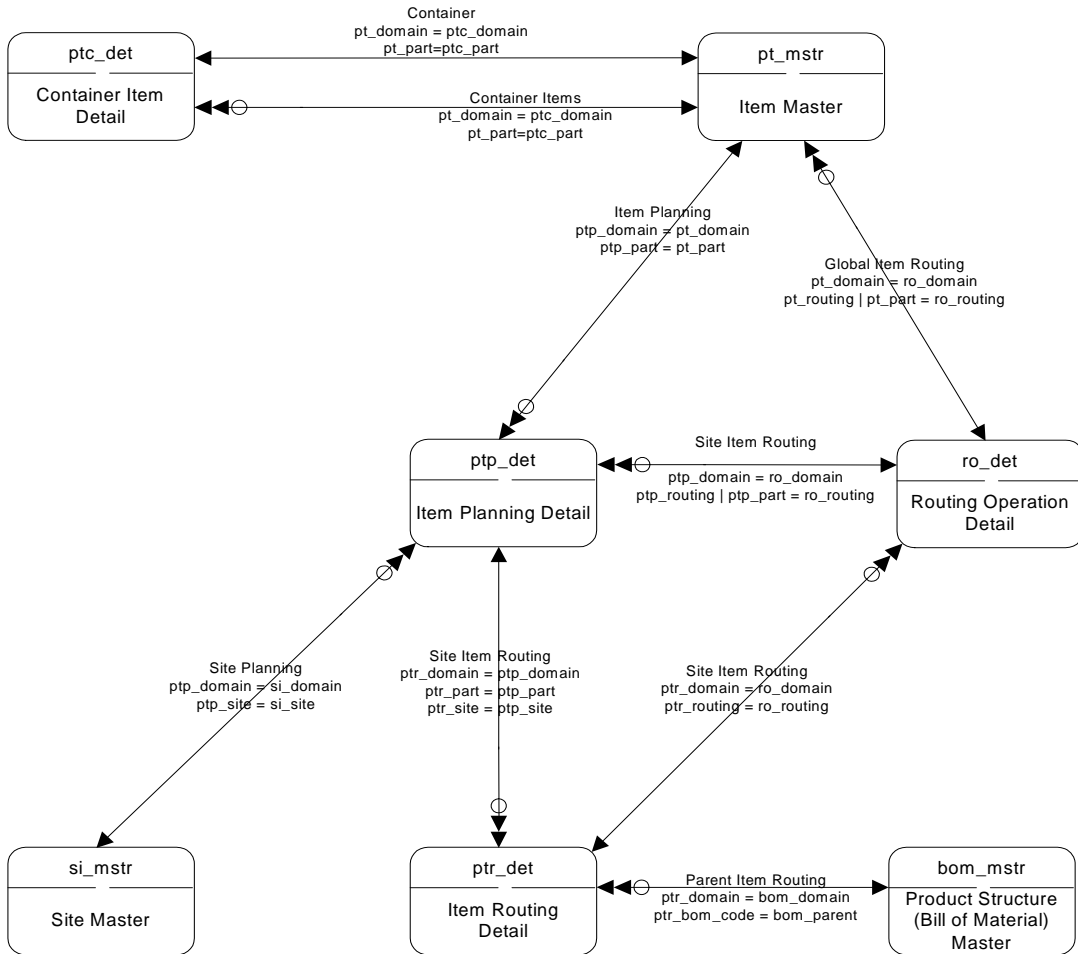 Container
pt_domain = ptc_domain
pt_part=ptc_part
ptc_det
Container Item
Detail
pt_mstr
Item Master
Container Items
pt_domain = ptc_domain
pt_part=ptc_part
Item Planning
ptp_domain = pt_domain
ptp_part = pt_part
Global Item Routing
pt_domain = ro_domain
pt_routing | pt_part = ro_routing
ptp_det
Item Planning Detail
Site Item Routing
ptp_domain = ro_domain
ptp_routing | ptp_part = ro_routing
ro_det
Routing Operation
Detail
Site Planning
ptp_domain = si_domain
ptp_site = si_site
Site Item Routing
ptr_domain = ptp_domain
ptr_part = ptp_part
ptr_site = ptp_site
Site Item Routing
ptr_domain = ro_domain
ptr_routing = ro_routing
si_mstr
Site Master
ptr_det
Item Routing
Detail
Parent Item Routing
ptr_domain = bom_domain
ptr_bom_code = bom_parent
bom_mstr
Product Structure
(Bill of Material)
Master